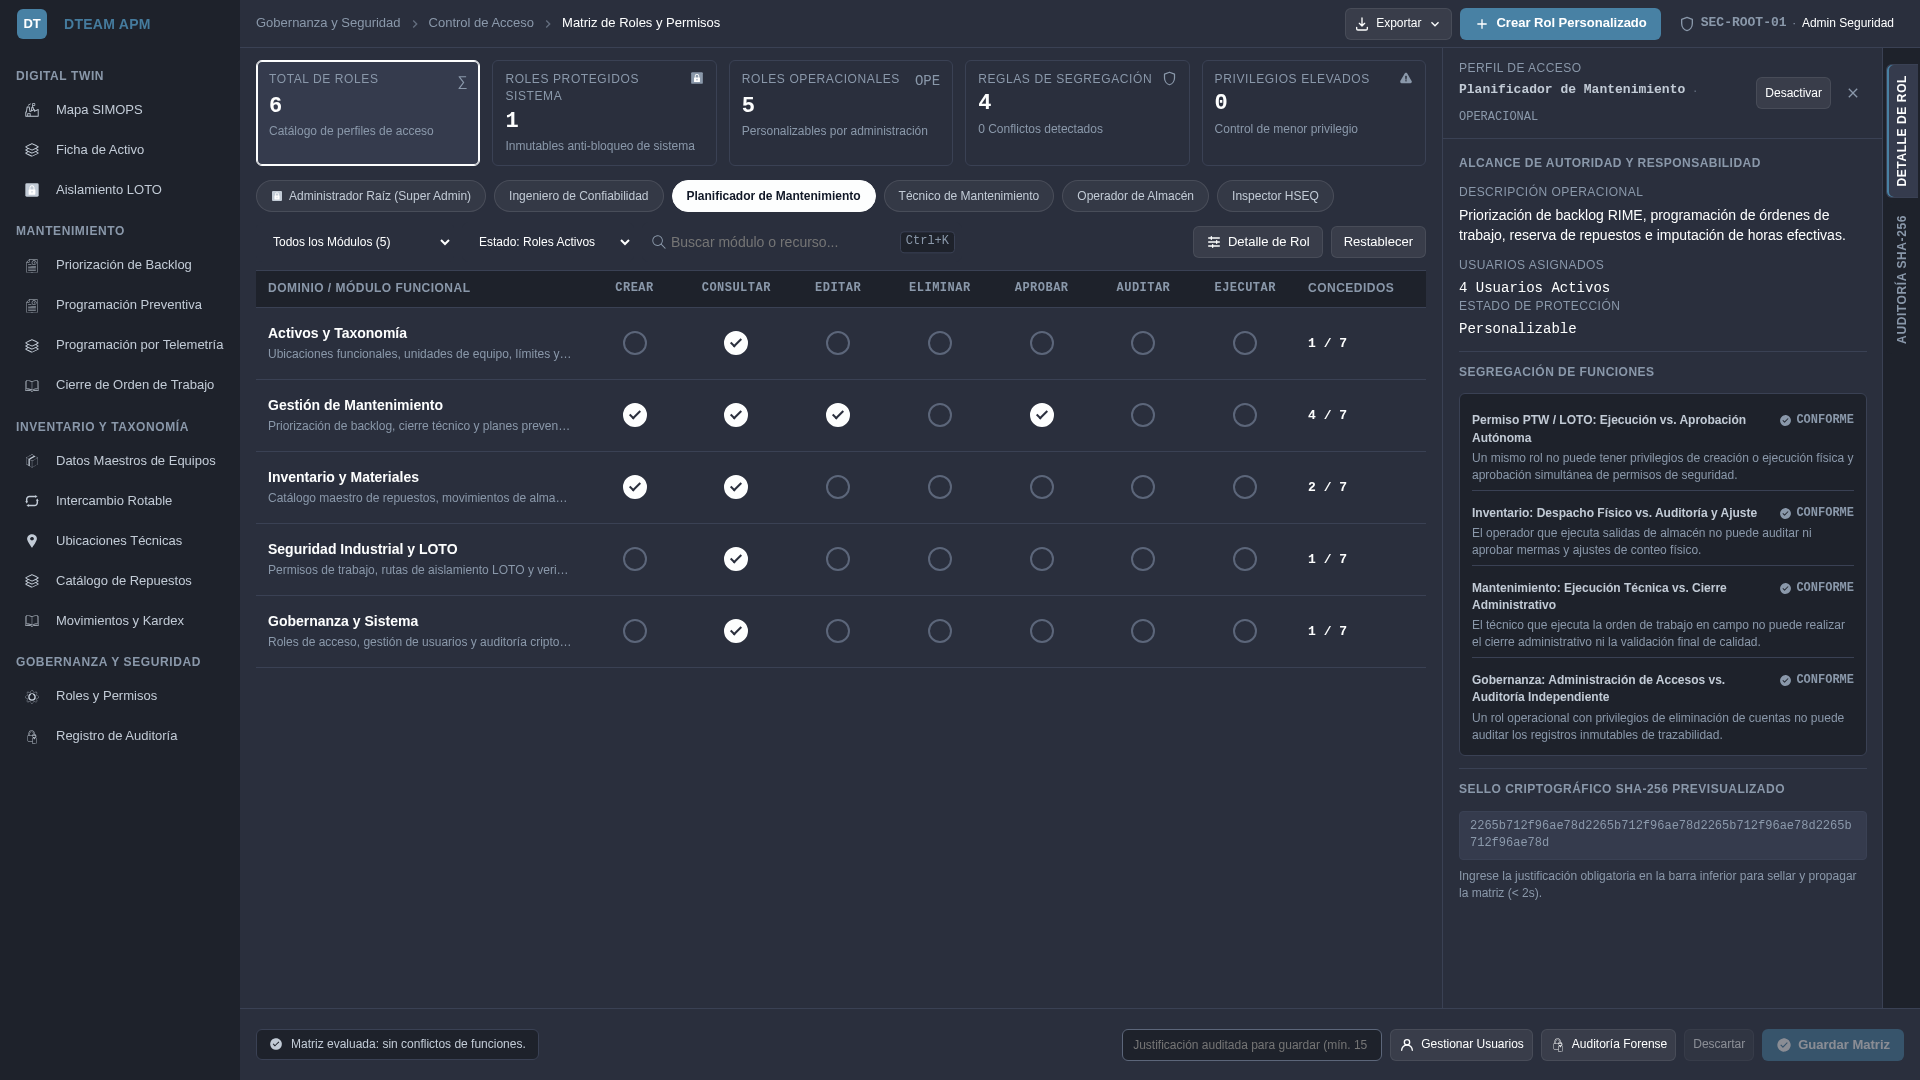 DT DTEAM APM
DIGITAL TWIN
Mapa SIMOPS
Ficha de Activo
Aislamiento LOTO
MANTENIMIENTO
Priorización de Backlog
Programación Preventiva
Programación por Telemetría
Cierre de Orden de Trabajo
INVENTARIO Y TAXONOMÍA
Datos Maestros de Equipos
Intercambio Rotable
Ubicaciones Técnicas
Catálogo de Repuestos
Movimientos y Kardex
GOBERNANZA Y SEGURIDAD
Roles y Permisos
Registro de Auditoría
Gobernanza y Seguridad > Control de Acceso > Matriz de Roles y Permisos
Exportar
Crear Rol Personalizado
SEC-ROOT-01 · Admin Seguridad
TOTAL DE ROLES ∑
6
Catálogo de perfiles de acceso
ROLES PROTEGIDOS
SISTEMA
1
Inmutables anti-bloqueo de sistema
ROLES OPERACIONALES OPE
5
Personalizables por administración
REGLAS DE SEGREGACIÓN
4
0 Conflictos detectados
PRIVILEGIOS ELEVADOS
0
Control de menor privilegio
Administrador Raíz (Super Admin)
Ingeniero de Confiabilidad
Planificador de Mantenimiento
Técnico de Mantenimiento
Operador de Almacén
Inspector HSEQ
Todos los Módulos (5)
Estado: Roles Activos
Buscar módulo o recurso... Ctrl+K
Detalle de Rol
Restablecer
DOMINIO / MÓDULO FUNCIONAL CREAR CONSULTAR EDITAR ELIMINAR APROBAR AUDITAR EJECUTAR CONCEDIDOS
Activos y Taxonomía
Ubicaciones funcionales, unidades de equipo, límites y…
1 / 7
Gestión de Mantenimiento
Priorización de backlog, cierre técnico y planes preven…
4 / 7
Inventario y Materiales
Catálogo maestro de repuestos, movimientos de alma…
2 / 7
Seguridad Industrial y LOTO
Permisos de trabajo, rutas de aislamiento LOTO y veri…
1 / 7
Gobernanza y Sistema
Roles de acceso, gestión de usuarios y auditoría cripto…
1 / 7
PERFIL DE ACCESO
Planificador de Mantenimiento ·
OPERACIONAL
Desactivar
ALCANCE DE AUTORIDAD Y RESPONSABILIDAD
DESCRIPCIÓN OPERACIONAL
Priorización de backlog RIME, programación de órdenes de
trabajo, reserva de repuestos e imputación de horas efectivas.
USUARIOS ASIGNADOS
4 Usuarios Activos
ESTADO DE PROTECCIÓN
Personalizable
SEGREGACIÓN DE FUNCIONES
Permiso PTW / LOTO: Ejecución vs. Aprobación
Autónoma
CONFORME
Un mismo rol no puede tener privilegios de creación o ejecución física y
aprobación simultánea de permisos de seguridad.
Inventario: Despacho Físico vs. Auditoría y Ajuste
CONFORME
El operador que ejecuta salidas de almacén no puede auditar ni
aprobar mermas y ajustes de conteo físico.
Mantenimiento: Ejecución Técnica vs. Cierre
Administrativo
CONFORME
El técnico que ejecuta la orden de trabajo en campo no puede realizar
el cierre administrativo ni la validación final de calidad.
Gobernanza: Administración de Accesos vs.
Auditoría Independiente
CONFORME
Un rol operacional con privilegios de eliminación de cuentas no puede
auditar los registros inmutables de trazabilidad.
SELLO CRIPTOGRÁFICO SHA-256 PREVISUALIZADO
2265b712f96ae78d2265b712f96ae78d2265b712f96ae78d2265b
712f96ae78d
Ingrese la justificación obligatoria en la barra inferior para sellar y propagar
la matriz (< 2s).
DETALLE DE ROL
AUDITORÍA SHA-256
Matriz evaluada: sin conflictos de funciones.
Justificación auditada para guardar (mín. 15
Gestionar Usuarios
Auditoría Forense
Descartar
Guardar Matriz